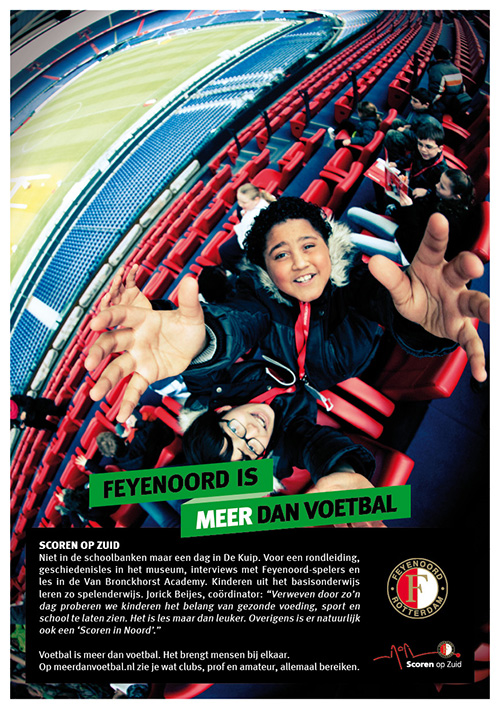 FEYENOORD IS
MEER DAN VOETBAL
SCOREN OP ZUID
Niet in de schoolbanken maar een dag in De Kuip. Voor een rondleiding,
geschiedenisles in het museum, interviews met Feyenoord-spelers en
les in de Van Bronckhorst Academy. Kinderen uit het basisonderwijs
leren zo spelenderwijs. Jorick Beijes, coördinator: “Verweven door zo’n
dag proberen we kinderen het belang van gezonde voeding, sport en
school te laten zien. Het is les maar dan leuker. Overigens is er natuurlijk
ook een ‘Scoren in Noord’.”
Voetbal is meer dan voetbal. Het brengt mensen bij elkaar.
Op meerdanvoetbal.nl zie je wat clubs, prof en amateur, allemaal bereiken.
FEYENOORD
F
ROTTERDAM
Scoren op Zuid